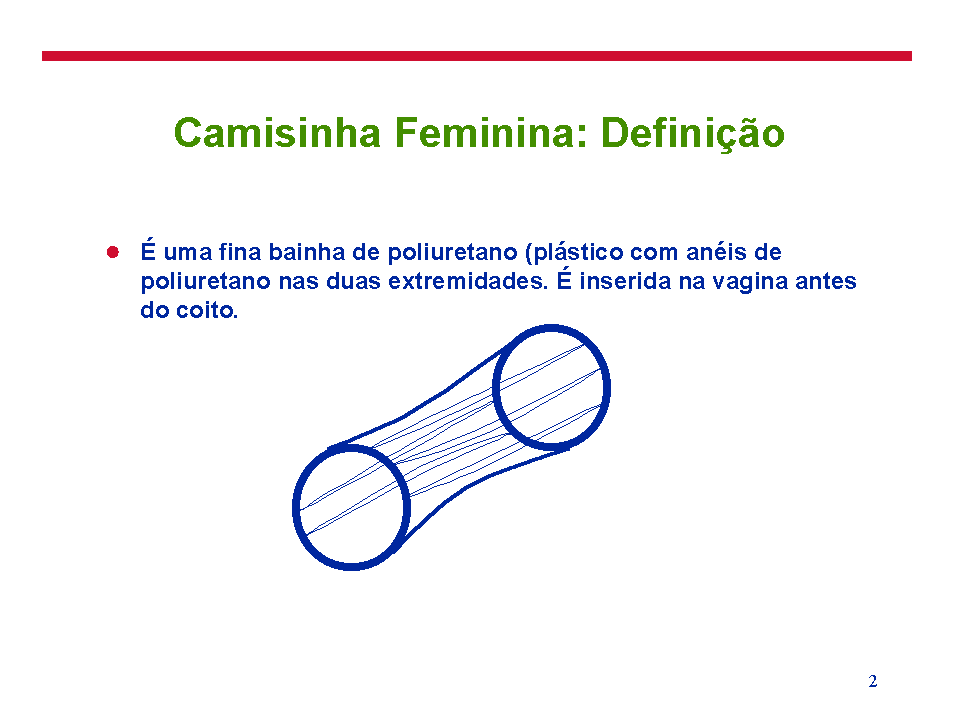 Camisinha Feminina: Definição
É uma fina bainha de poliuretano (plástico com anéis de
poliuretano nas duas extremidades. É inserida na vagina antes
do coito.
2